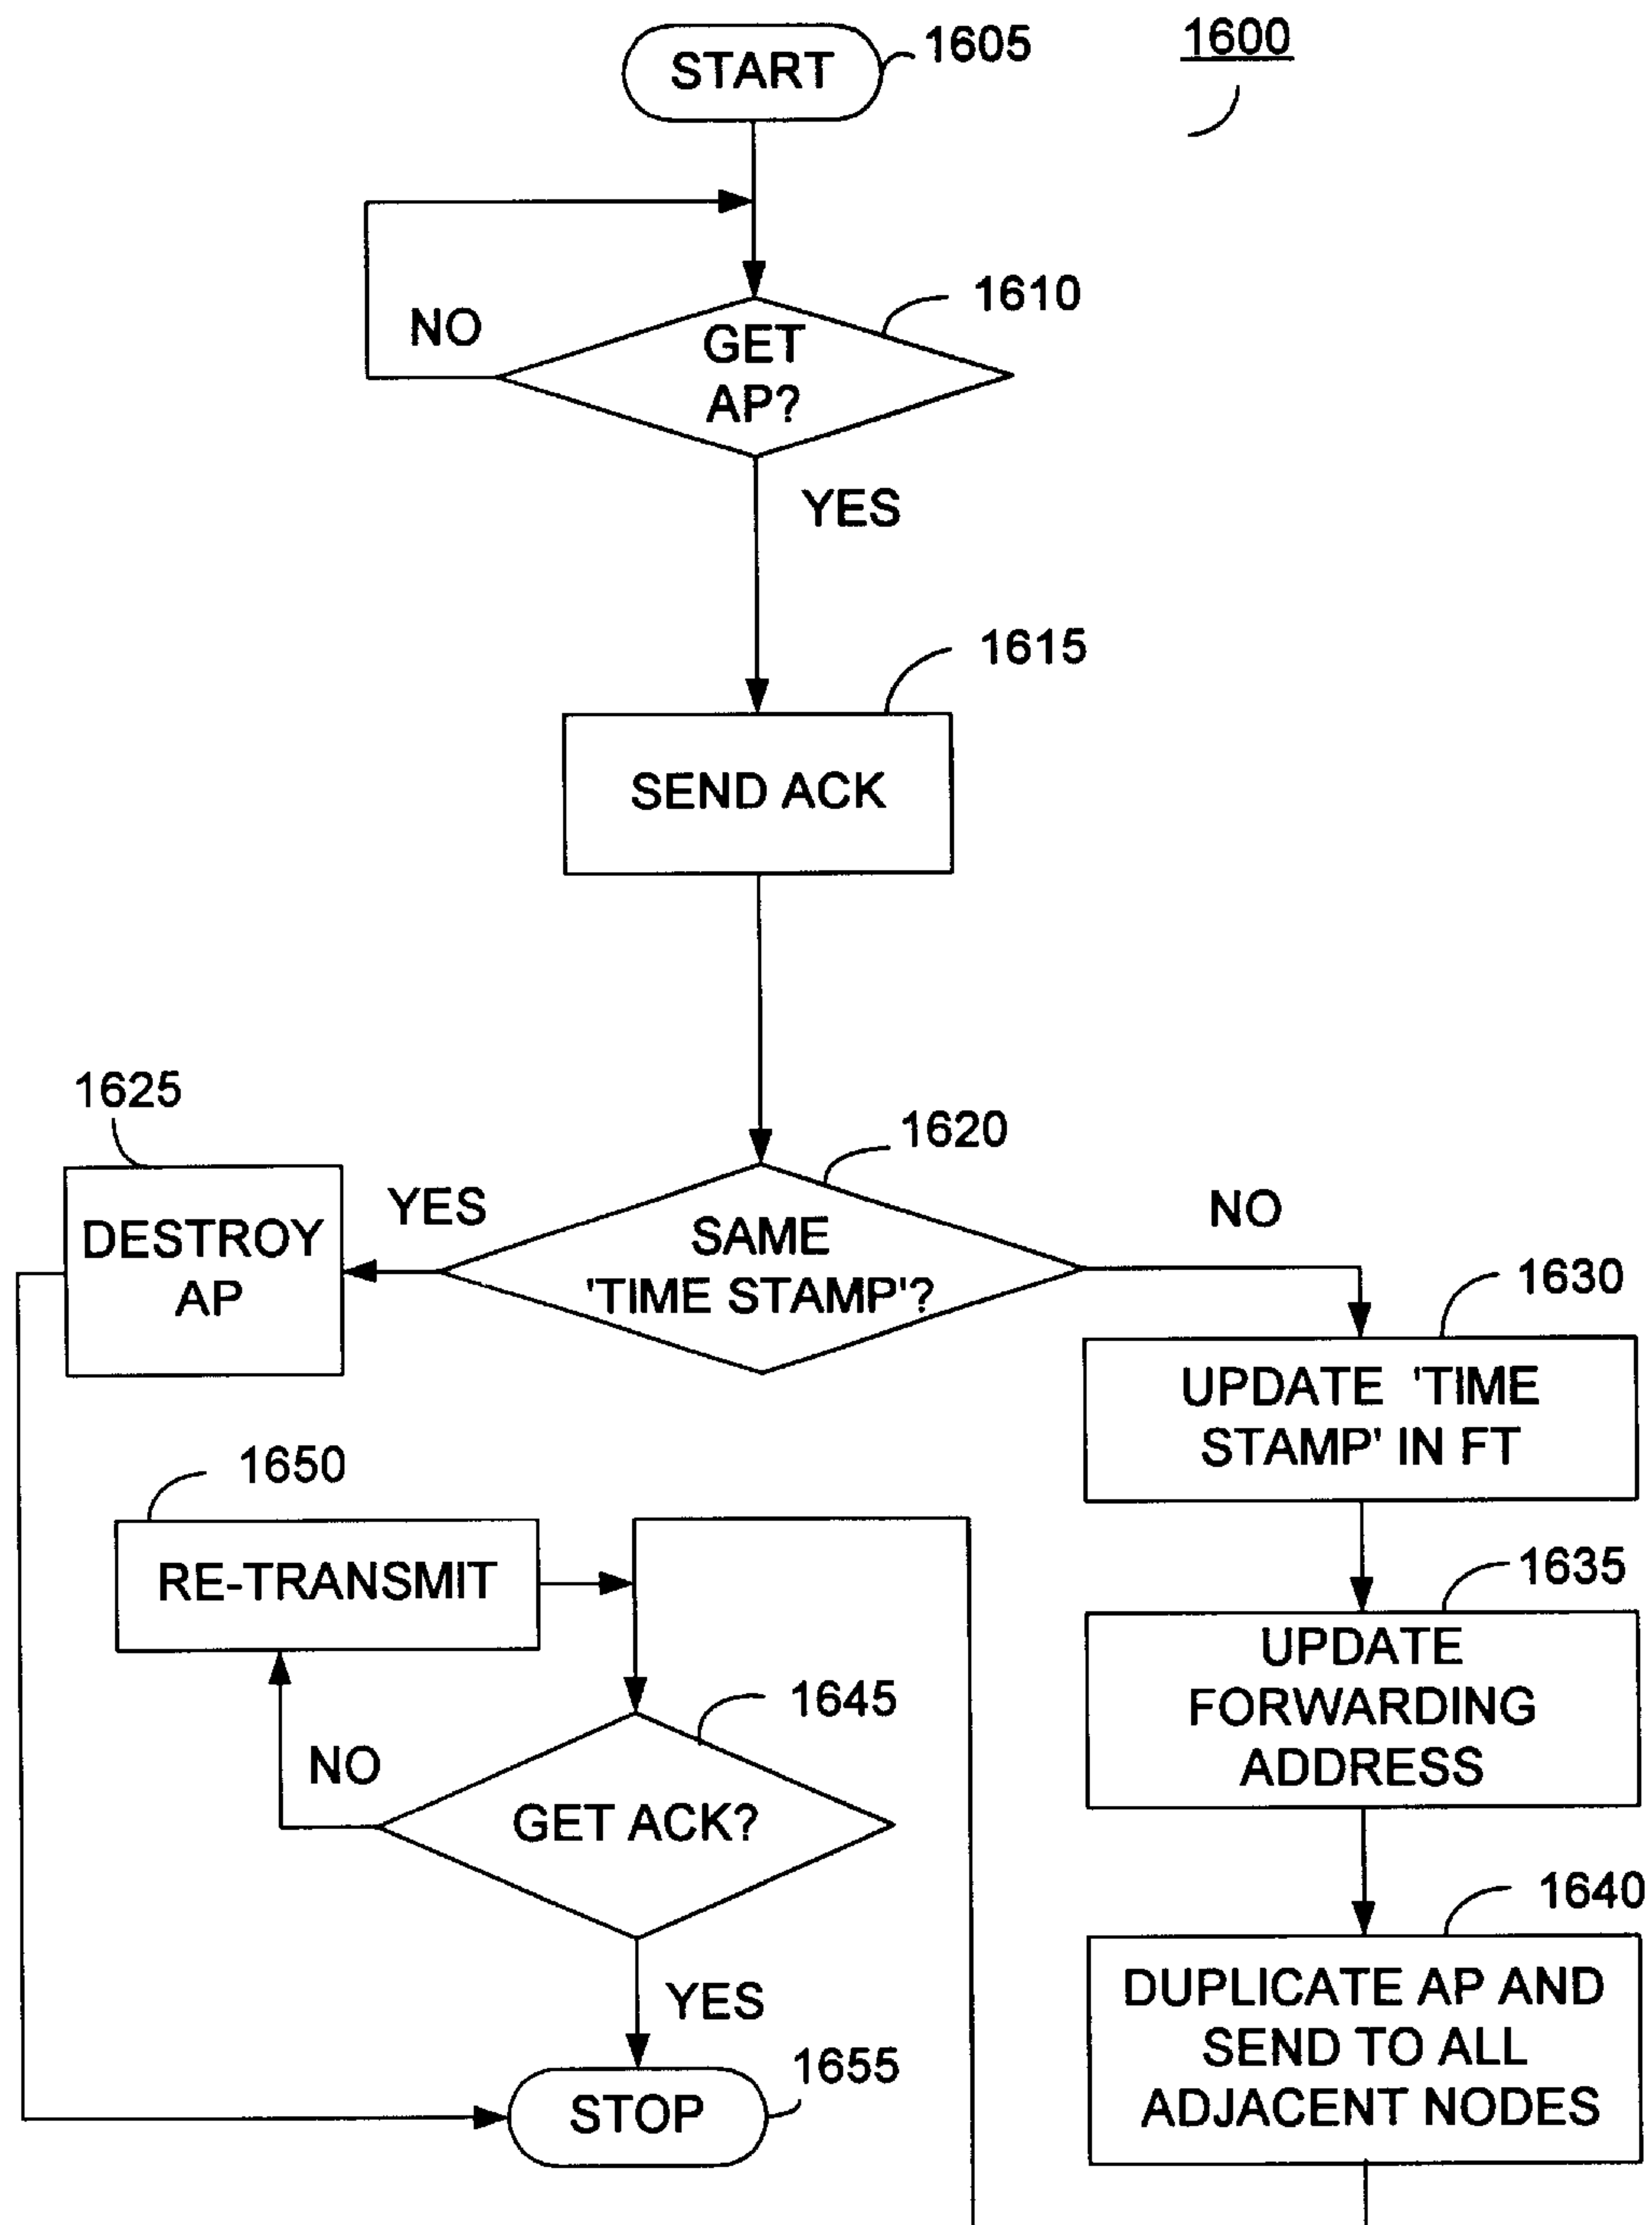 START
1605
1600
1610
NO
GET
AP?
YES
1615
SEND ACK
1625
1620
DESTROY
AP
YES
SAME
'TIME STAMP'?
NO
1630
UPDATE 'TIME
STAMP' IN FT
1650
RE-TRANSMIT
1635
UPDATE
FORWARDING
ADDRESS
1645
NO
GET ACK?
1640
DUPLICATE AP AND
SEND TO ALL
ADJACENT NODES
YES
1655
STOP